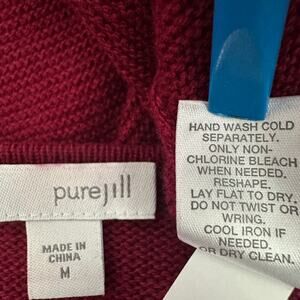 purejill
MADE IN
CHINA
M
HAND WASH COLD
SEPARATELY.
ONLY NON-
CHLORINE BLEACH
WHEN NEEDED.
RESHAPE.
LAY FLAT TO DRY.
DO NOT TWIST OR
WRING.
COOL IRON IF
NEEDED.
OR DRY CLEAN.